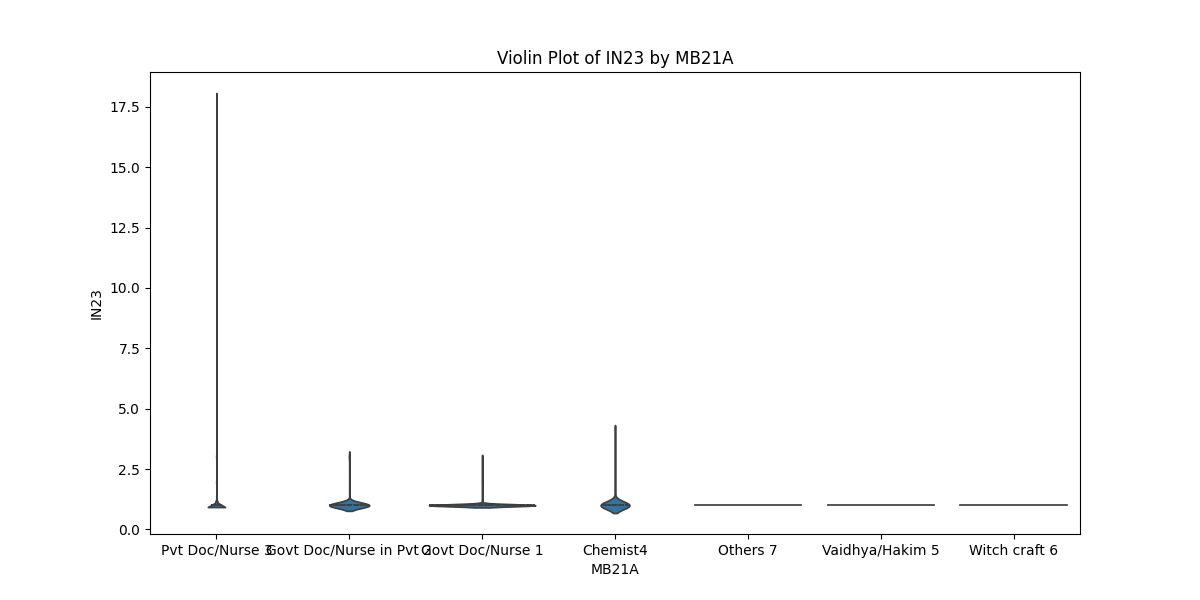 Violin Plot of IN23 by MB21A
17.5
15.0
12.5
10.0
7.5
5.0
2.5
0.0
IN23
Pvt Doc/Nurse 3 Govt Doc/Nurse in Pvt 2 Govt Doc/Nurse 1 Chemist4 Others 7 Vaidhya/Hakim 5 Witch craft 6
MB21A